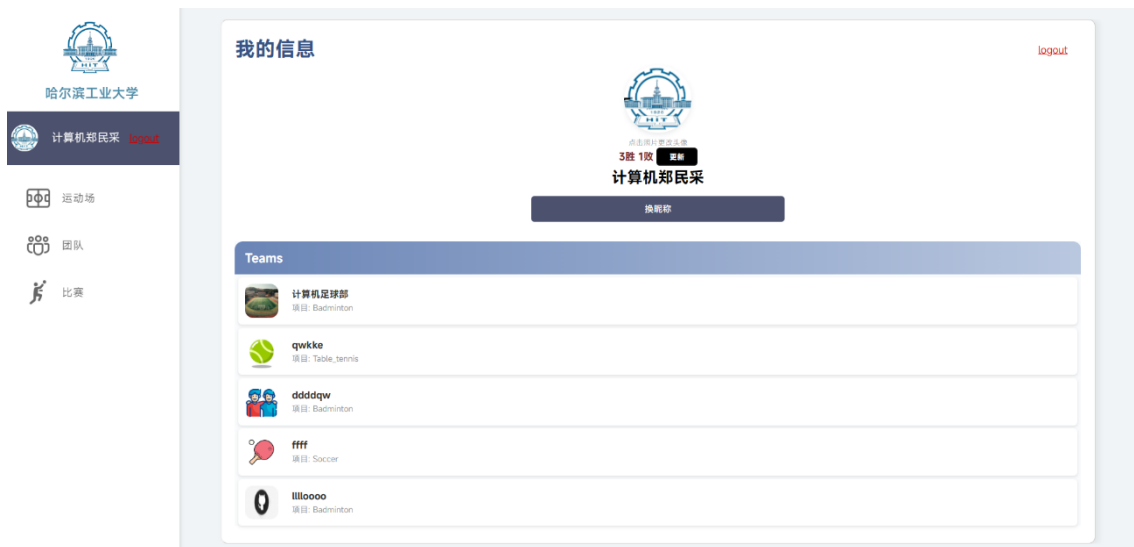 HIT
哈尔滨工业大学
计算机郑民采 logout
运动场
团队
比赛
我的信息
logout
HIT
点击图片更改头像
3胜 1败 更新
计算机郑民采
换昵称
Teams
计算机足球部
项目: Badminton
qwkke
项目: Table_tennis
ddddqw
项目: Badminton
ffff
项目: Soccer
lllloooo
项目: Badminton